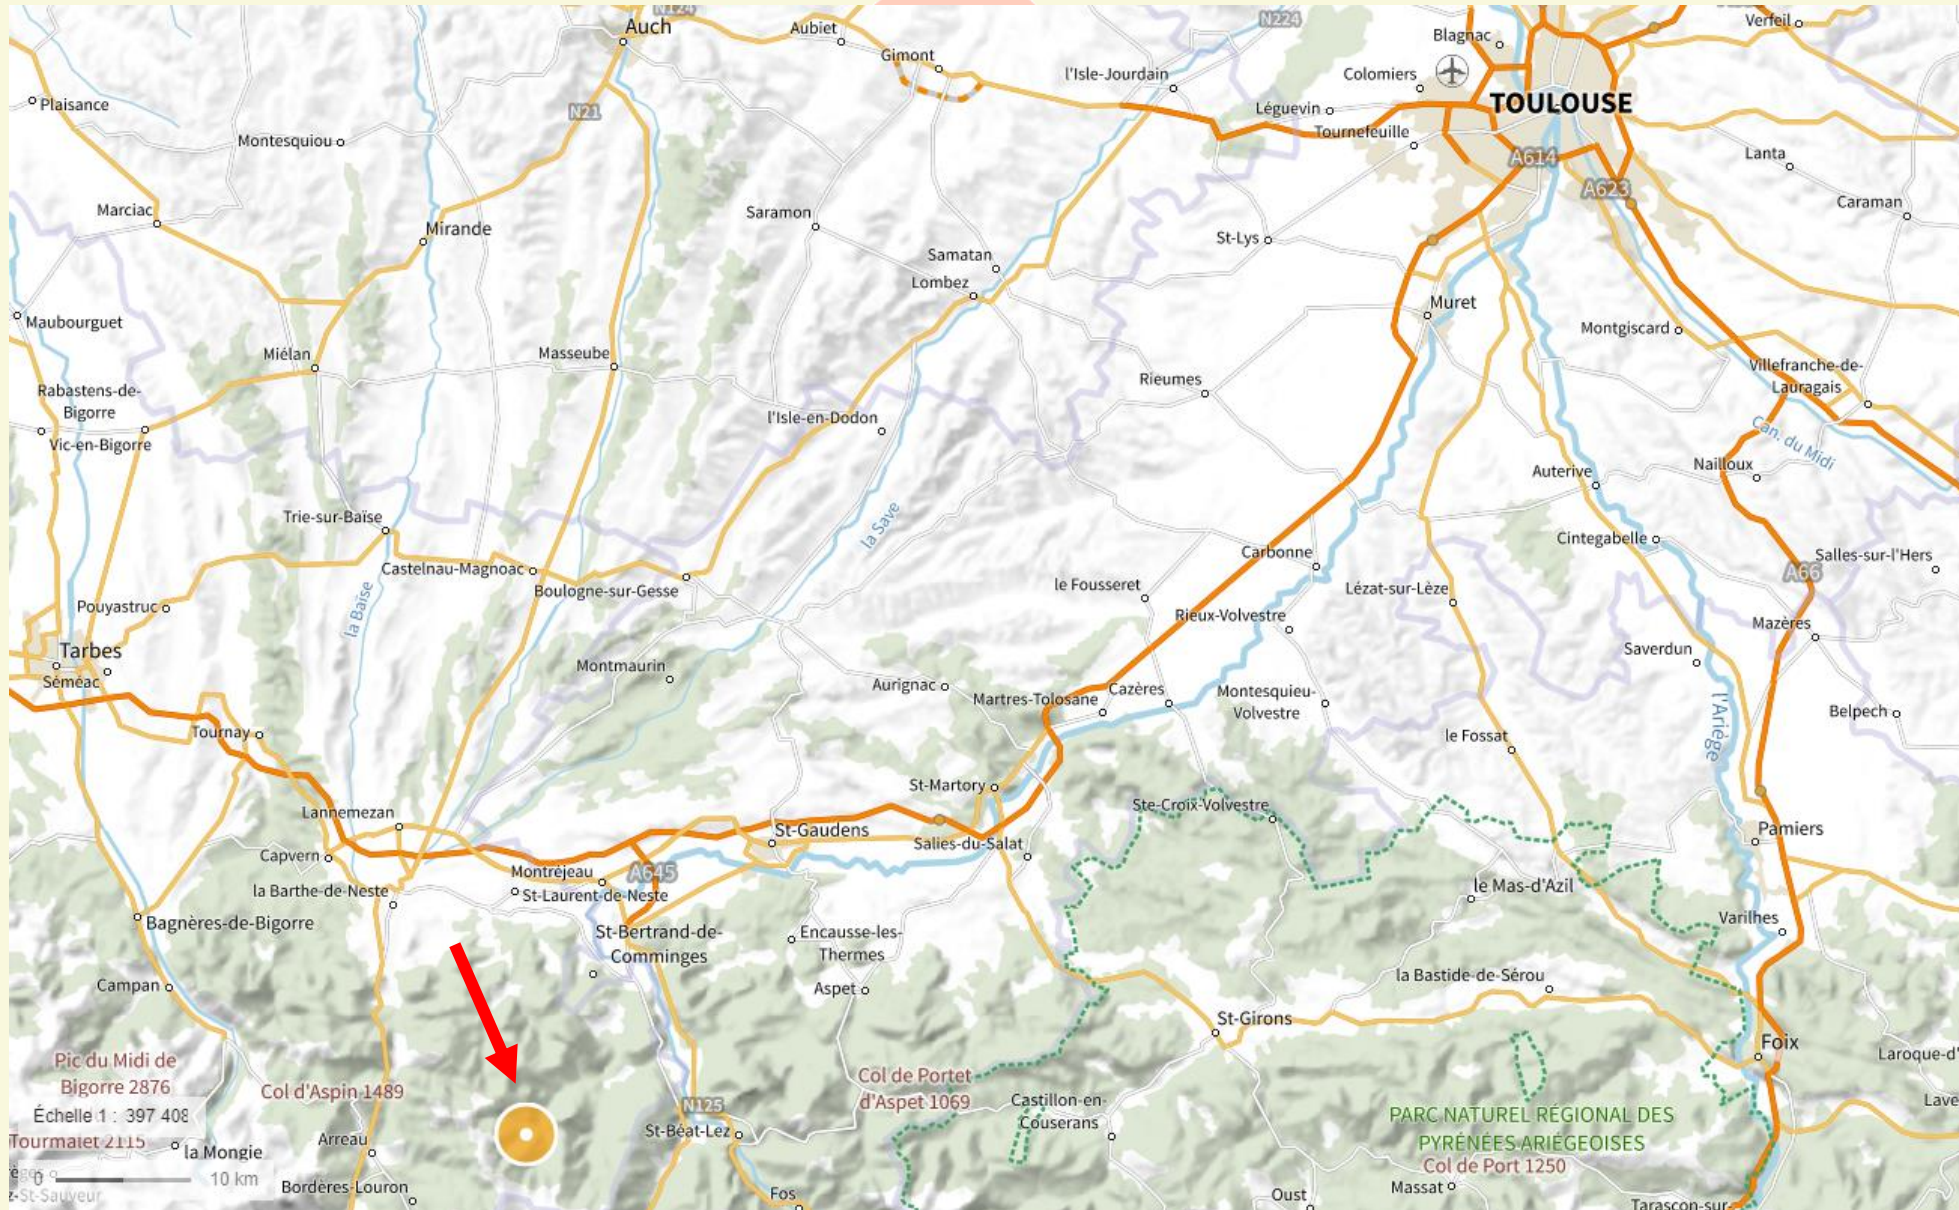 N124
Auch
Aubiet
Gimont
N224
Verfeil
Blagnac
l'Isle-Jourdain
Colomiers
Plaisance
Léguevin
TOULOUSE
N21
Tournefeuille
Montesquiou
A614
Lanta
A623
Marciac
Saramon
Caraman
Mirande
St-Lys
Samatan
Lombez
Muret
Maubourguet
Montgiscard
Miélan
Masseube
Villefranche-de-
Lauragais
Rieumes
Rabastens-de-
Bigorre
l'Isle-en-Dodon
Vic-en-Bigorre
Can. du Midi
Auterive
Nailloux
Trie-sur-Baïse
la Save
Cintegabelle
Carbonne
Salles-sur-l'Hers
Castelnau-Magnoac
A66
le Fousseret
Boulogne-sur-Gesse
Lézat-sur-Lèze
la Baïse
Pouyastruc
Rieux-Volvestre
Mazères
Tarbes
Saverdun
Montmaurin
Séméac
Aurignac
Martres-Tolosane
Cazères
Montesquieu-
Volvestre
l'Ariège
Belpech
Tournay
le Fossat
St-Martory
Ste-Croix-Volvestre
Lannemezan
St-Gaudens
Pamiers
Salies-du-Salat
Capvern
Montréjeau
A645
le Mas-d'Azil
la Barthe-de-Neste
St-Laurent-de-Neste
Varilhes
Bagnères-de-Bigorre
St-Bertrand-de-
Comminges
Encausse-les-
Thermes
la Bastide-de-Sérou
Campan
Aspet
St-Girons
Foix
Pic du Midi de
Bigorre 2876
Laroque-d'
Col d'Aspin 1489
Col de Portet
d'Aspet 1069
Castillon-en-
Couserans
Lave
Échelle 1 : 397 408
N125
PARC NATUREL RÉGIONAL DES
PYRÉNÉES ARIÉGEOISES
Tourmalet 2115
la Mongie
Arreau
St-Béat-Lez
Col de Port 1250
0
10 km
z-St-Sauveur
Bordères-Louron
Fos
Oust
Massat
Tarascon-sur-